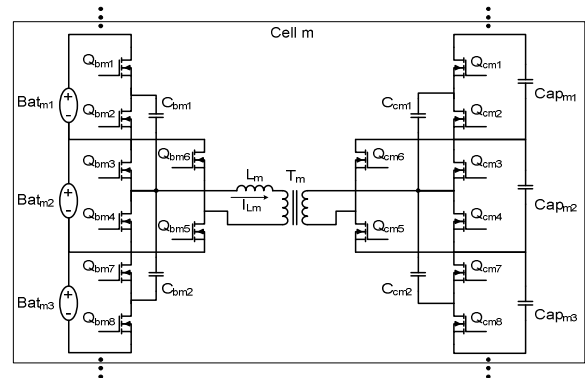 Cell m
Qbm1
Qbm2
Qbm3
Qbm4
Qbm7
Qbm8
Qbm6
Qbm5
Batm1
Batm2
Batm3
Cbm1
Cbm2
Lm
ILm
Tm
Ccm1
Ccm2
Qcm6
Qcm5
Qcm1
Qcm2
Qcm3
Qcm4
Qcm7
Qcm8
Capm1
Capm2
Capm3